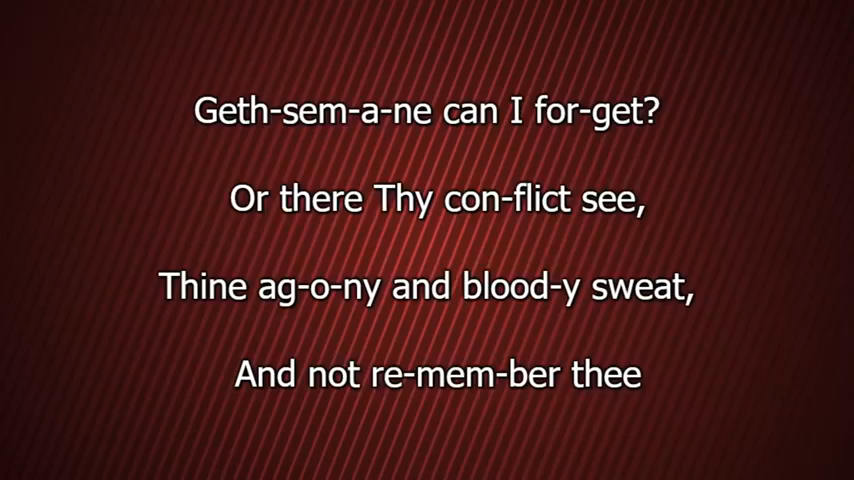 Geth-sem-a-ne can I for-get?
Or there Thy con-flict see,
Thine ag-o-ny and blood-y sweat,
And not re-mem-ber thee